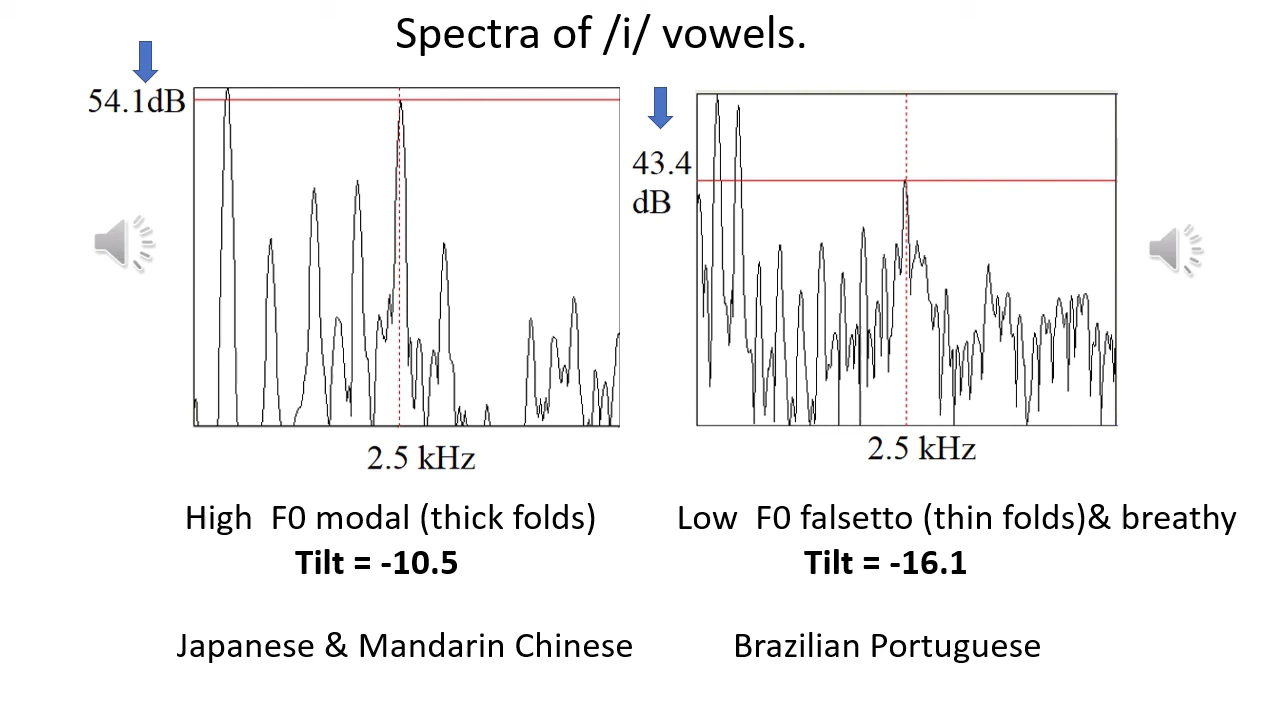 Spectra of /i/ vowels.
54.1dB
2.5 kHz
43.4
dB
2.5 kHz
High  F0 modal (thick folds)
Tilt = -10.5
Low  F0 falsetto (thin folds)& breathy
Tilt = -16.1
Japanese & Mandarin Chinese
Brazilian Portuguese